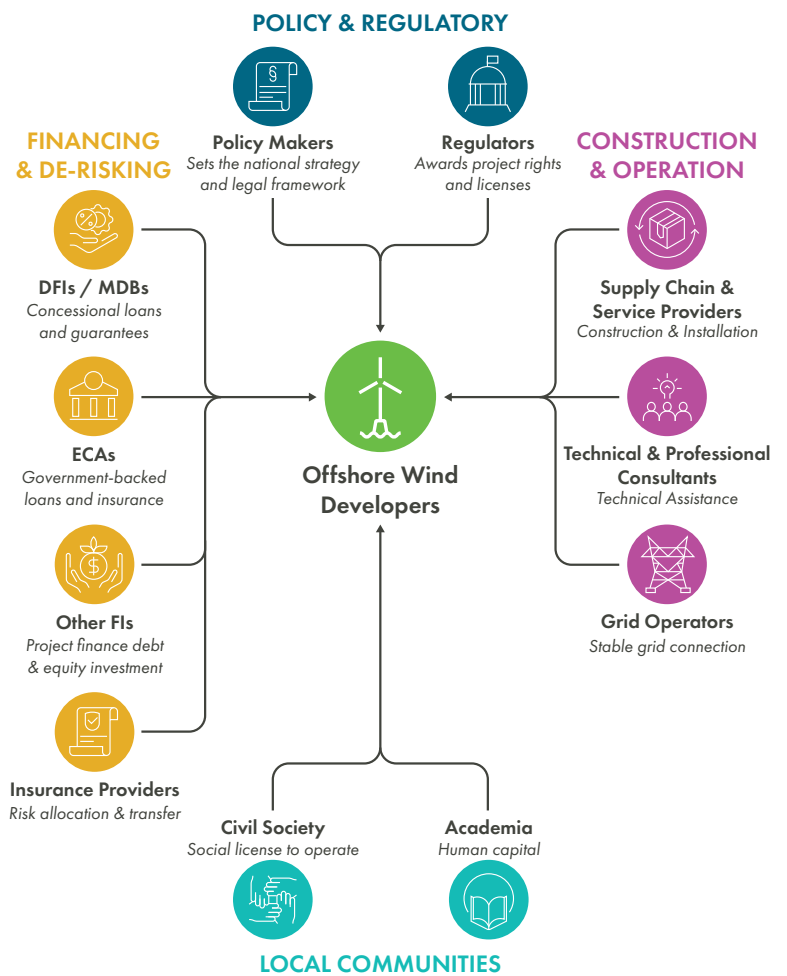 POLICY & REGULATORY
Policy Makers
Sets the national strategy
and legal framework
Regulators
Awards project rights
and licenses
FINANCING
& DE-RISKING
DFIs / MDBs
Concessional loans
and guarantees
ECAs
Government-backed
loans and insurance
Other FIs
Project finance debt
& equity investment
Insurance Providers
Risk allocation & transfer
Offshore Wind
Developers
CONSTRUCTION
& OPERATION
Supply Chain &
Service Providers
Construction & Installation
Technical & Professional
Consultants
Technical Assistance
Grid Operators
Stable grid connection
Civil Society
Social license to operate
Academia
Human capital
LOCAL COMMUNITIES